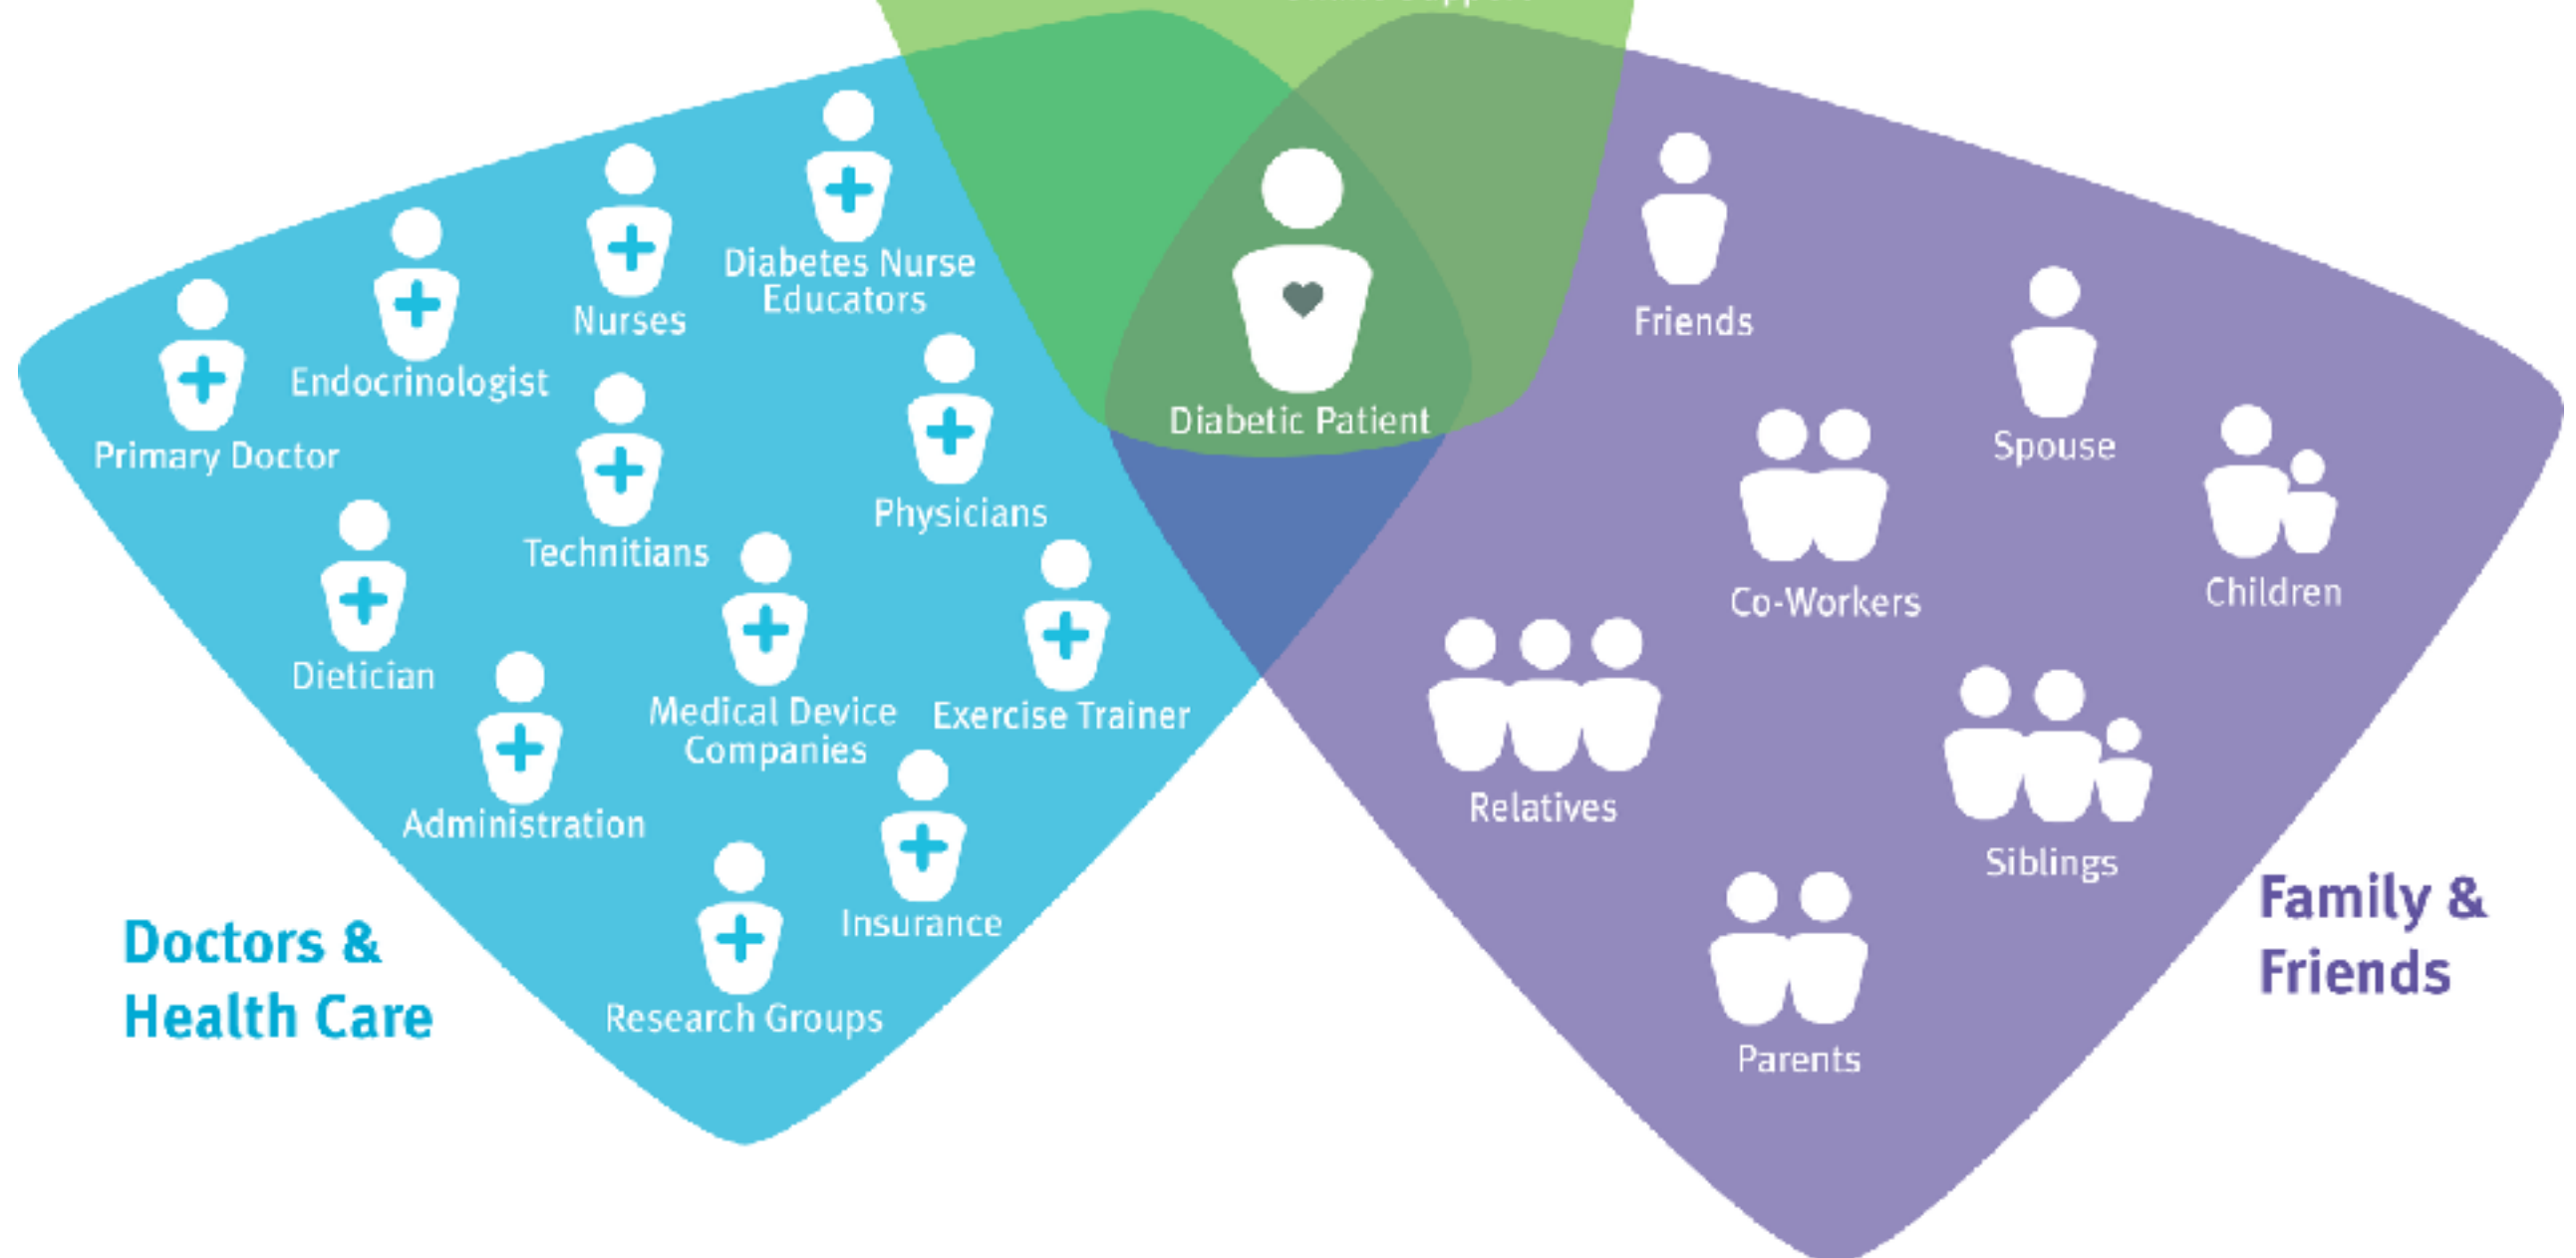 Diabetes Nurse
Educators
Nurses
Endocrinologist
Primary Doctor
Technitians
Physicians
Dietician
Medical Device
Companies
Exercise Trainer
Administration
Insurance
Research Groups
Doctors &
Health Care
Diabetic Patient
Friends
Spouse
Co-Workers
Children
Relatives
Siblings
Parents
Family &
Friends